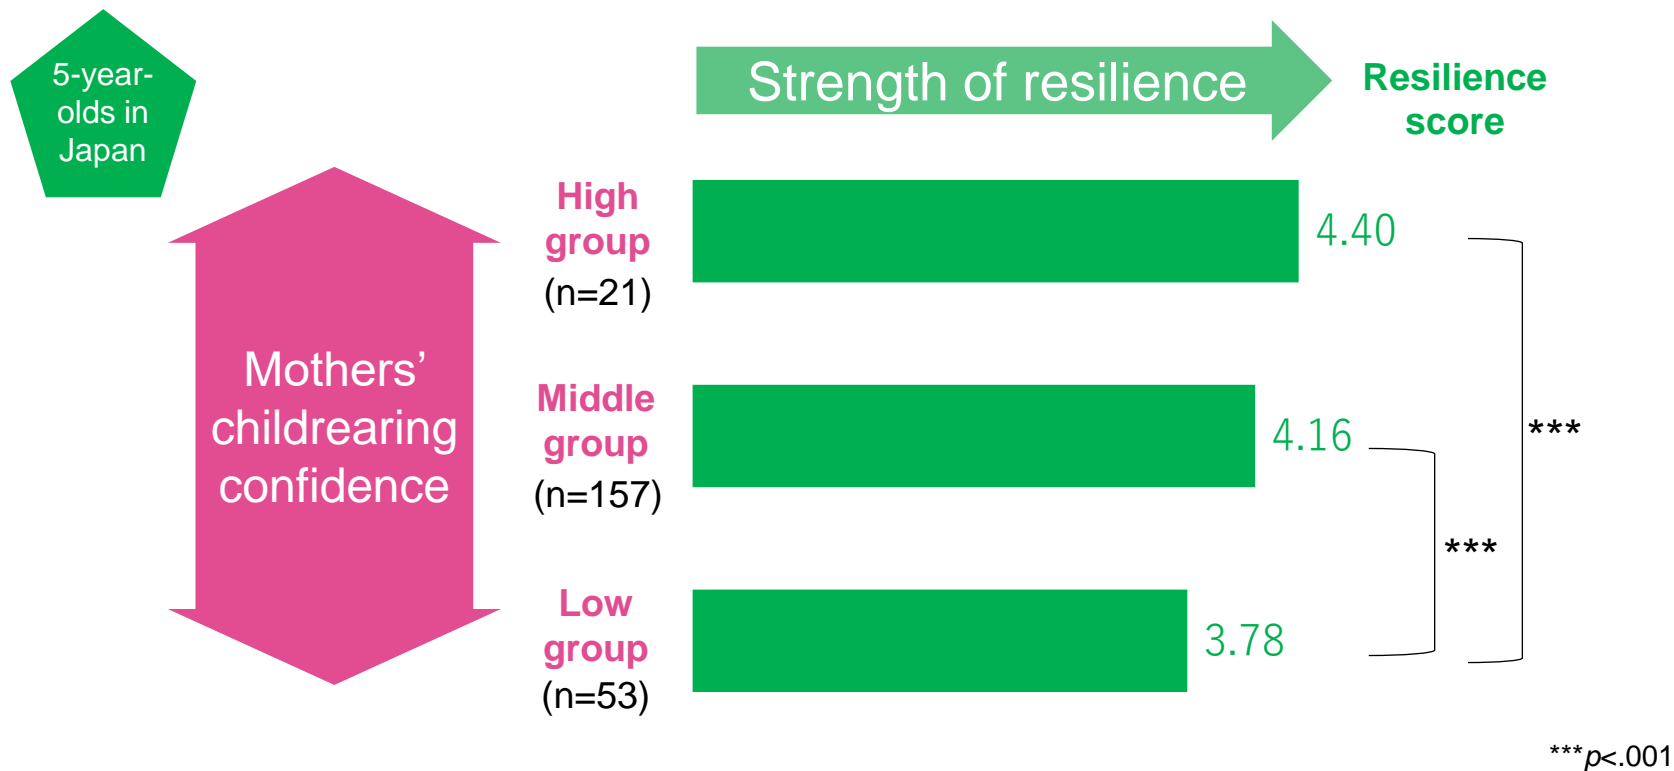 5-year-
olds in
Japan
Strength of resilience
Resilience
score
Mothers’
childrearing
confidence
High
group
(n=21)
4.40
Middle
group
(n=157)
4.16
Low
group
(n=53)
3.78
***
***
***p<.001